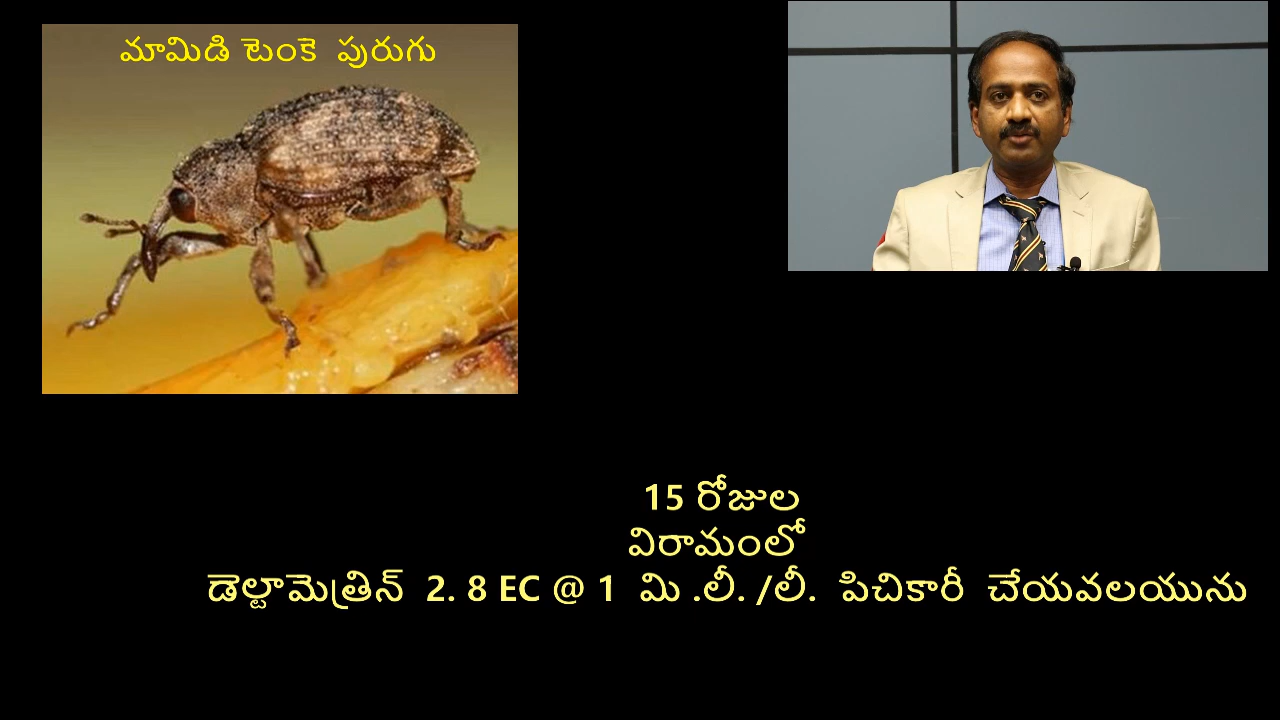 మామిడి టెంకె పురుగు
15 రోజుల
విరామంలో
డెల్టామెత్రిన్ 2. 8 EC @ 1 మి .లీ. /లీ. పిచికారీ చేయవలయును